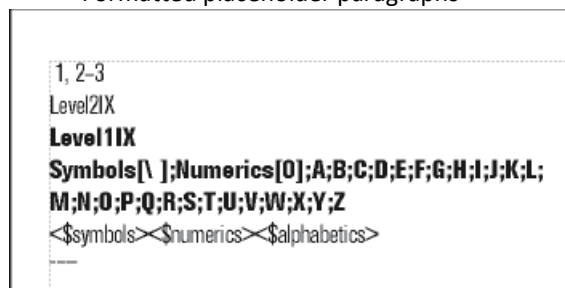 Formatted placeholder paragraphs
1, 2–3
Level2IX
Level1IX
Symbols[\ ];Numerics[0];A;B;C;D;E;F;G;H;I;J;K;L;
M;N;O;P;Q;R;S;T;U;V;W;X;Y;Z
<$symbols><$numerics><$alphabetics>
---